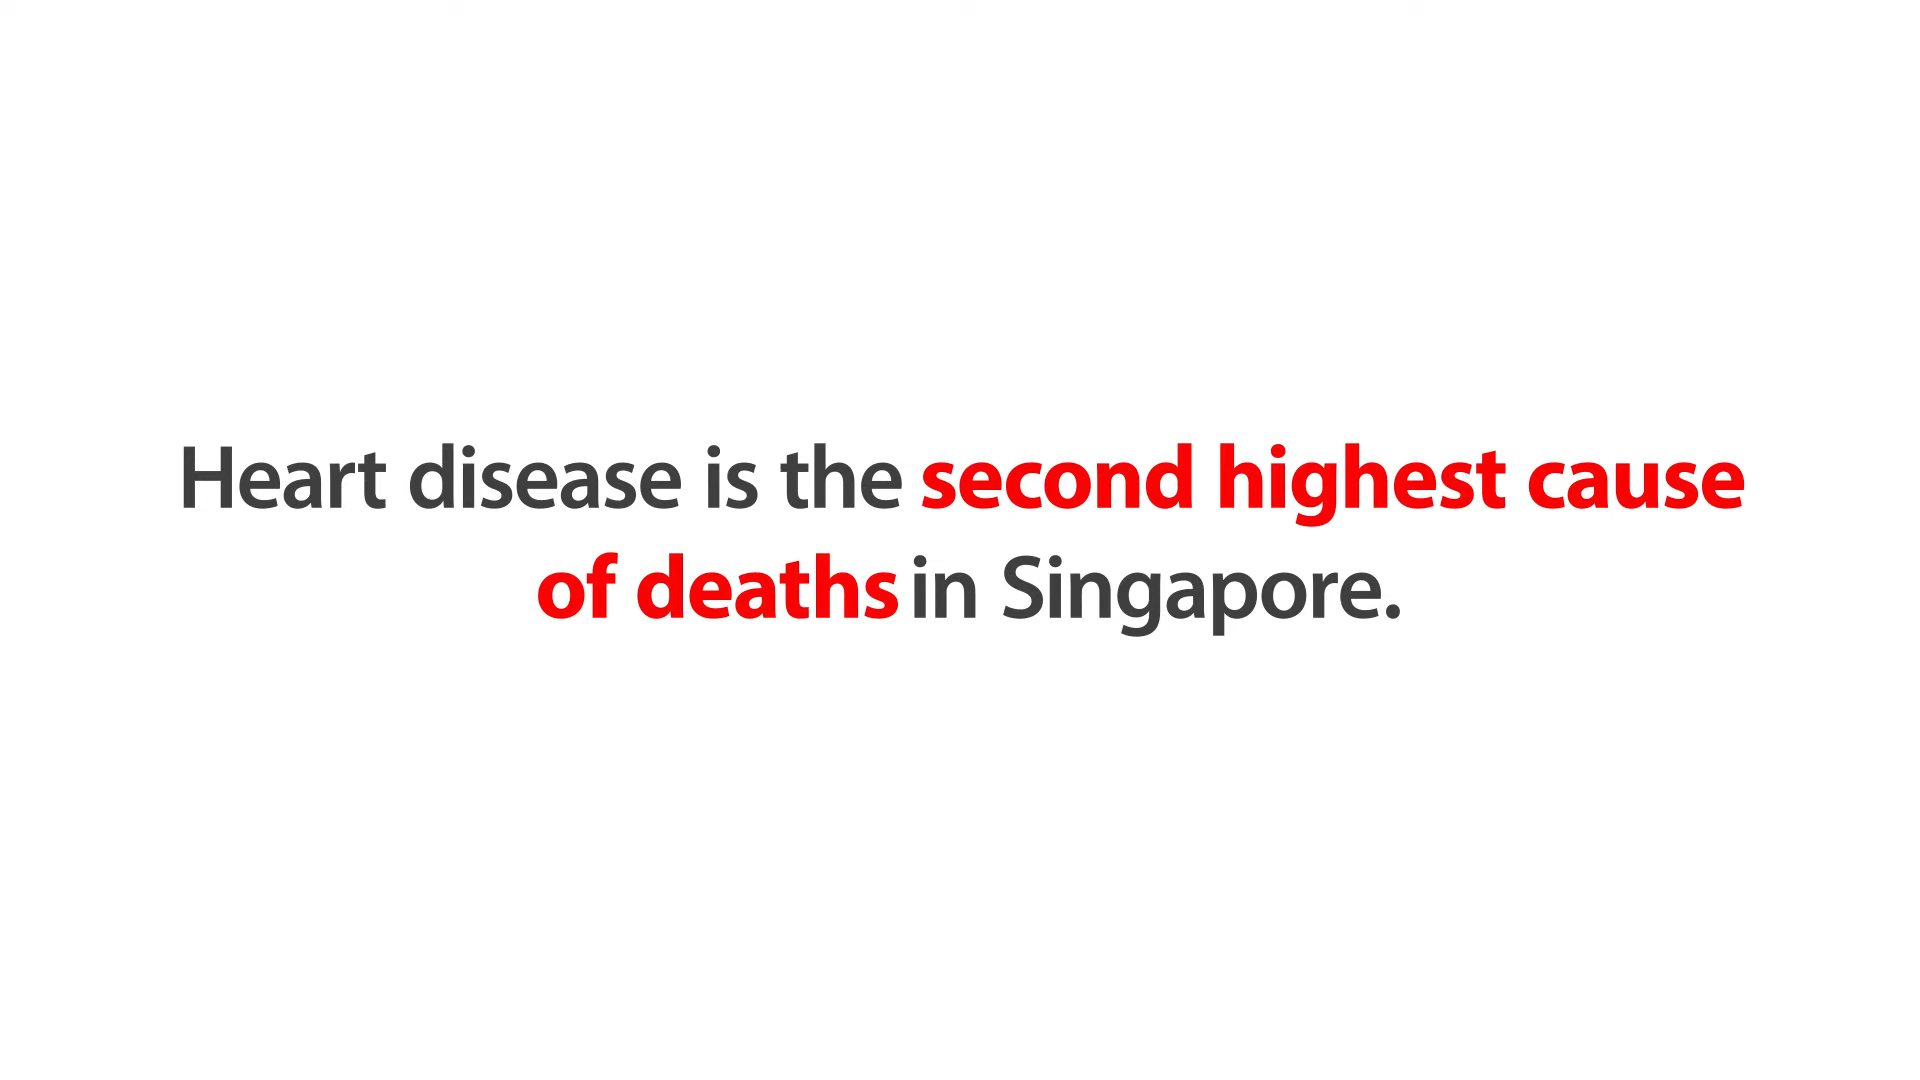 Heart disease is the second highest cause
of deaths in Singapore.